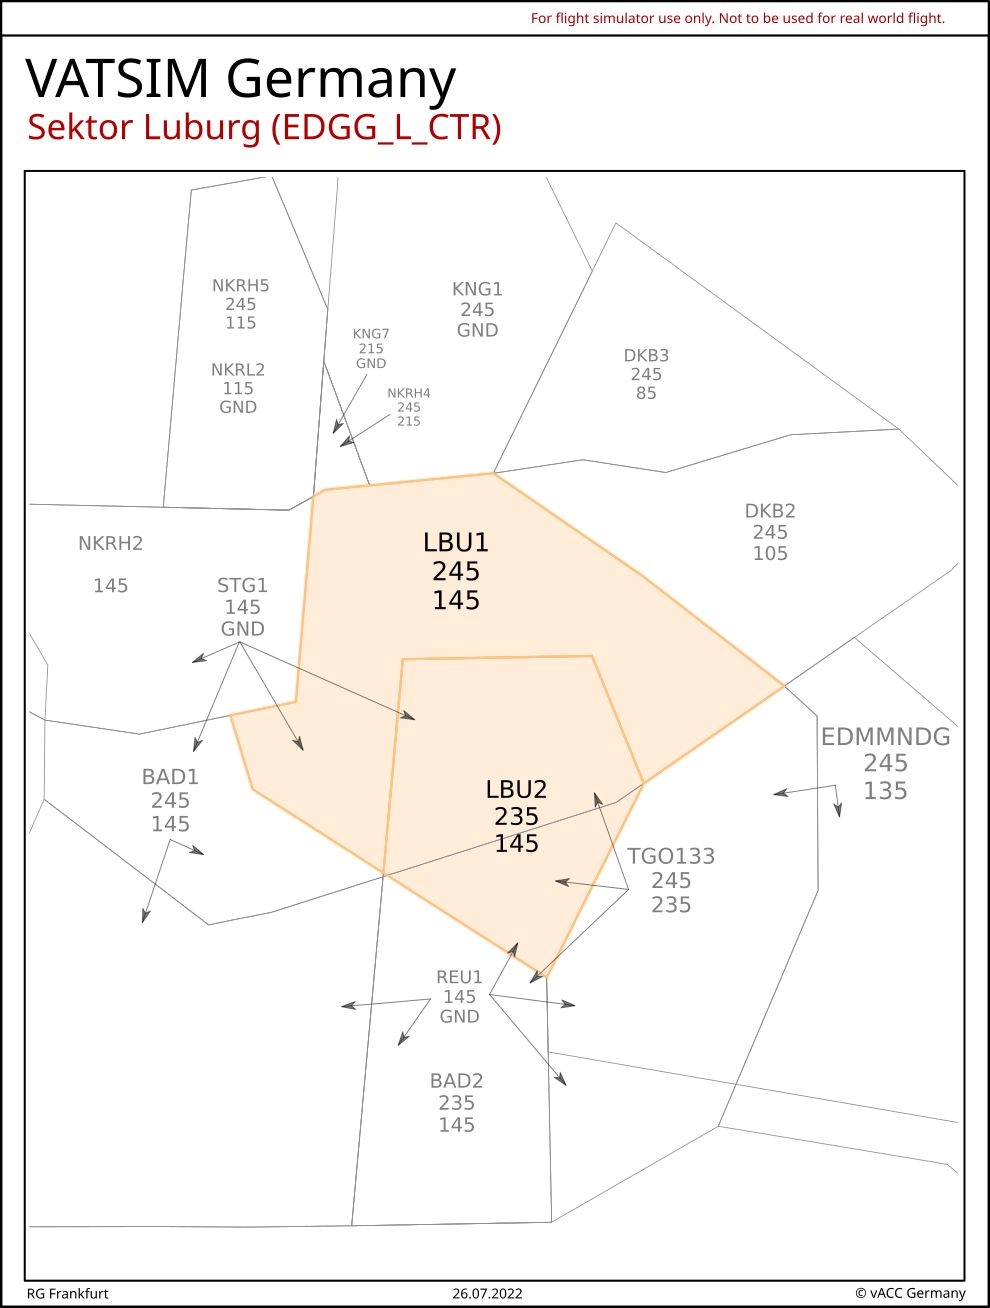 For flight simulator use only. Not to be used for real world flight.
VATSIM Germany
Sektor Luburg (EDGG_L_CTR)
NKRH5
245
115
NKRL2
115
GND
KNG1
245
GND
KNG7
215
GND
NKRH4
245
215
DKB3
245
85
DKB2
245
105
NKRH2
145
STG1
145
GND
LBU1
245
145
BAD1
245
145
LBU2
235
145
EDMMNDG
245
135
TGO133
245
235
REU1
145
GND
BAD2
235
145
RG Frankfurt
26.07.2022
© vACC Germany